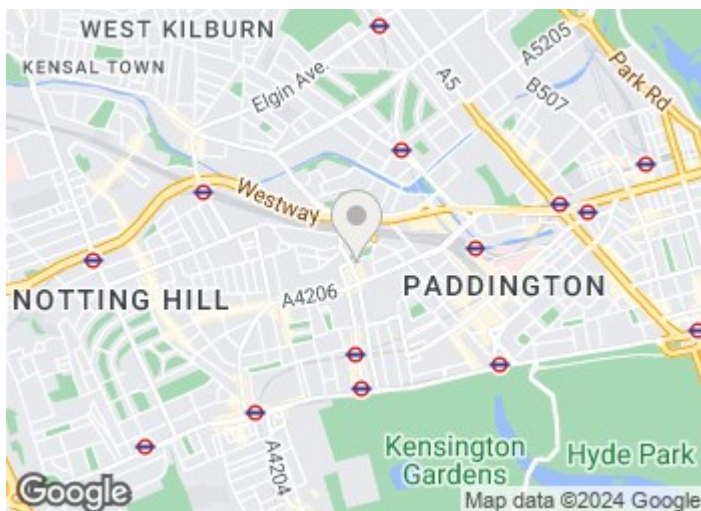 WEST KILBURN
KENSAL TOWN
Elgin Ave.
A5
A5205
B507
Park Rd
Westway
NOTTING HILL
A4206
PADDINGTON
A4204
Kensington
Gardens
Hyde Park
Google
Map data ©2024 Google